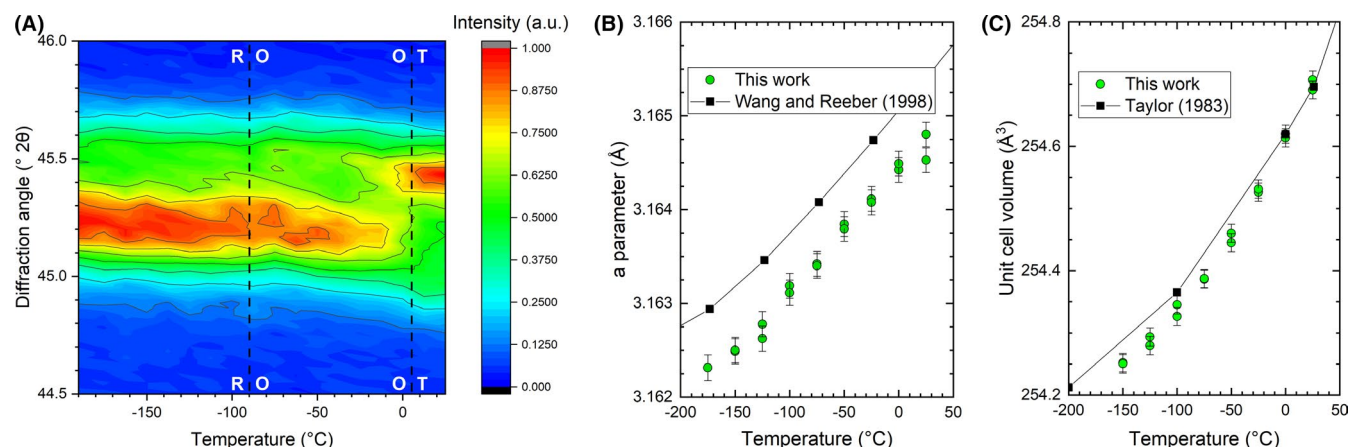 (A)
Intensity (a.u.)
46.0
45.5
45.0
44.5
Diffraction angle (° 2θ)
R O
O T
R O
O T
-150
-100
-50
0
Temperature (°C)
1.000
0.8750
0.7500
0.6250
0.5000
0.3750
0.2500
0.1250
0.000
(B)
3.166
3.165
3.164
3.163
3.162
a parameter (Å)
This work
Wang and Reeber (1998)
-200
-150
-100
-50
0
50
Temperature (°C)
(C)
254.8
254.6
254.4
254.2
Unit cell volume (Å³)
This work
Taylor (1983)
-200
-150
-100
-50
0
50
Temperature (°C)